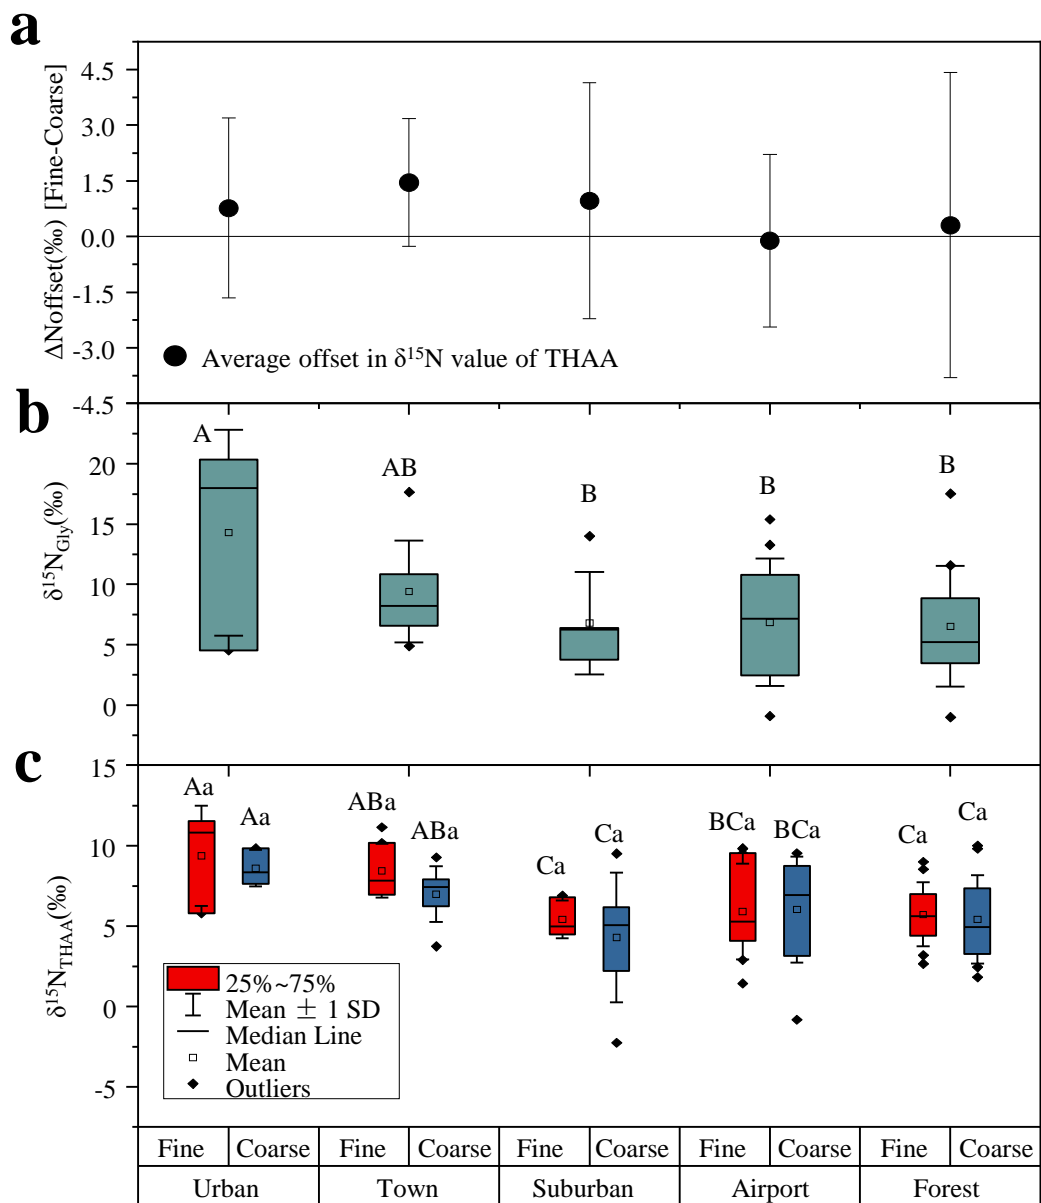 a
ΔNoffset(‰) [Fine-Coarse]
4.5
3.0
1.5
0.0
-1.5
-3.0
-4.5
Average offset in δ¹⁵N value of THAA
b
δ¹⁵N_Gly(‰)
20
15
10
5
0
A
AB
B
B
B
c
δ¹⁵N_THAA(‰)
15
10
5
0
-5
Aa
Aa
ABa
ABa
Ca
Ca
BCa
BCa
Ca
Ca
25%~75%
Mean ± 1 SD
Median Line
Mean
Outliers
Fine Coarse Fine Coarse Fine Coarse Fine Coarse Fine Coarse
Urban Town Suburban Airport Forest